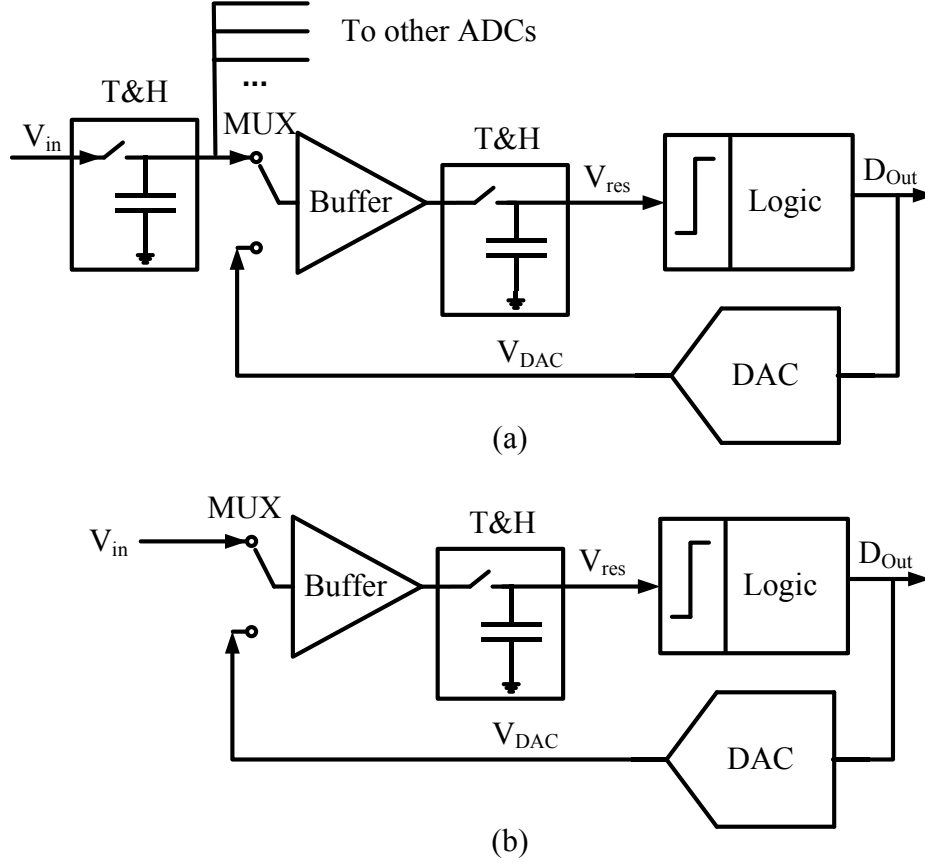 To other ADCs
...
T&H
MUX
V_in
T&H
Buffer
V_res
Logic
D_Out
V_DAC
DAC
(a)
MUX
V_in
T&H
Buffer
V_res
Logic
D_Out
V_DAC
DAC
(b)